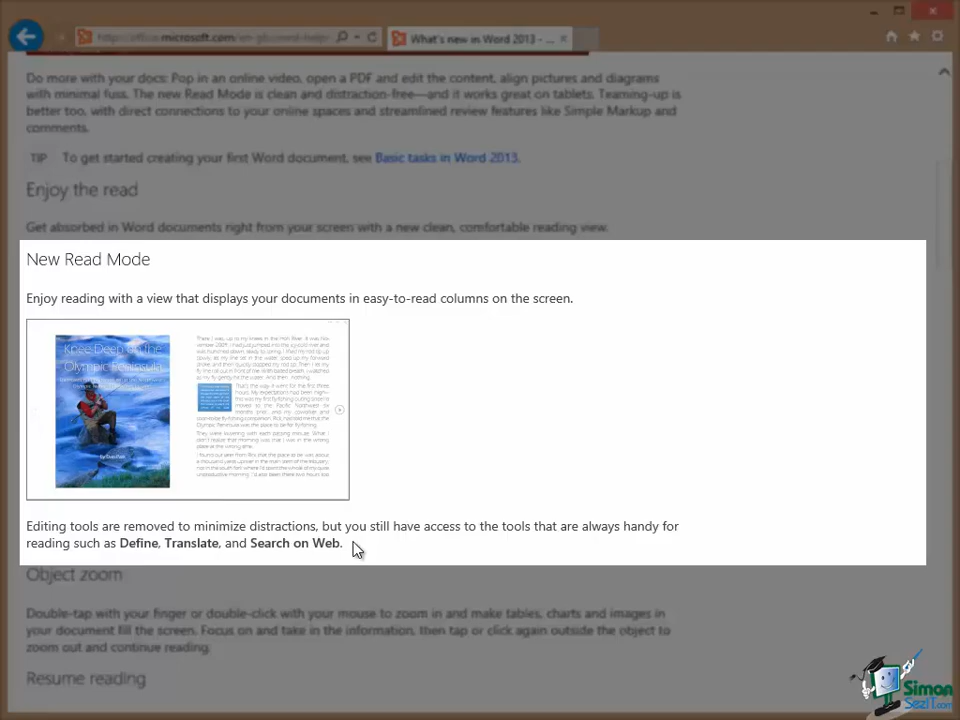 http://office.microsoft.com/en-gb/word-help
What's new in Word 2013 - ...
Do more with your docs: Pop in an online video, open a PDF and edit the content, align pictures and diagrams
with minimal fuss. The new Read Mode is clean and distraction-free—and it works great on tablets. Teaming-up is
better too, with direct connections to your online spaces and streamlined review features like Simple Markup and
comments.
TIP To get started creating your first Word document, see Basic tasks in Word 2013.
Enjoy the read
Get absorbed in Word documents right from your screen with a new clean, comfortable reading view.
New Read Mode
Enjoy reading with a view that displays your documents in easy-to-read columns on the screen.
Knee Deep on the
Olympic Peninsula
Editing tools are removed to minimize distractions, but you still have access to the tools that are always handy for
reading such as Define, Translate, and Search on Web.
Object zoom
Double-tap with your finger or double-click with your mouse to zoom in and make tables, charts and images in
your document fill the screen. Focus on and take in the information, then tap or click again outside the object to
zoom out and continue reading.
Resume reading
Simon
SezIT.com